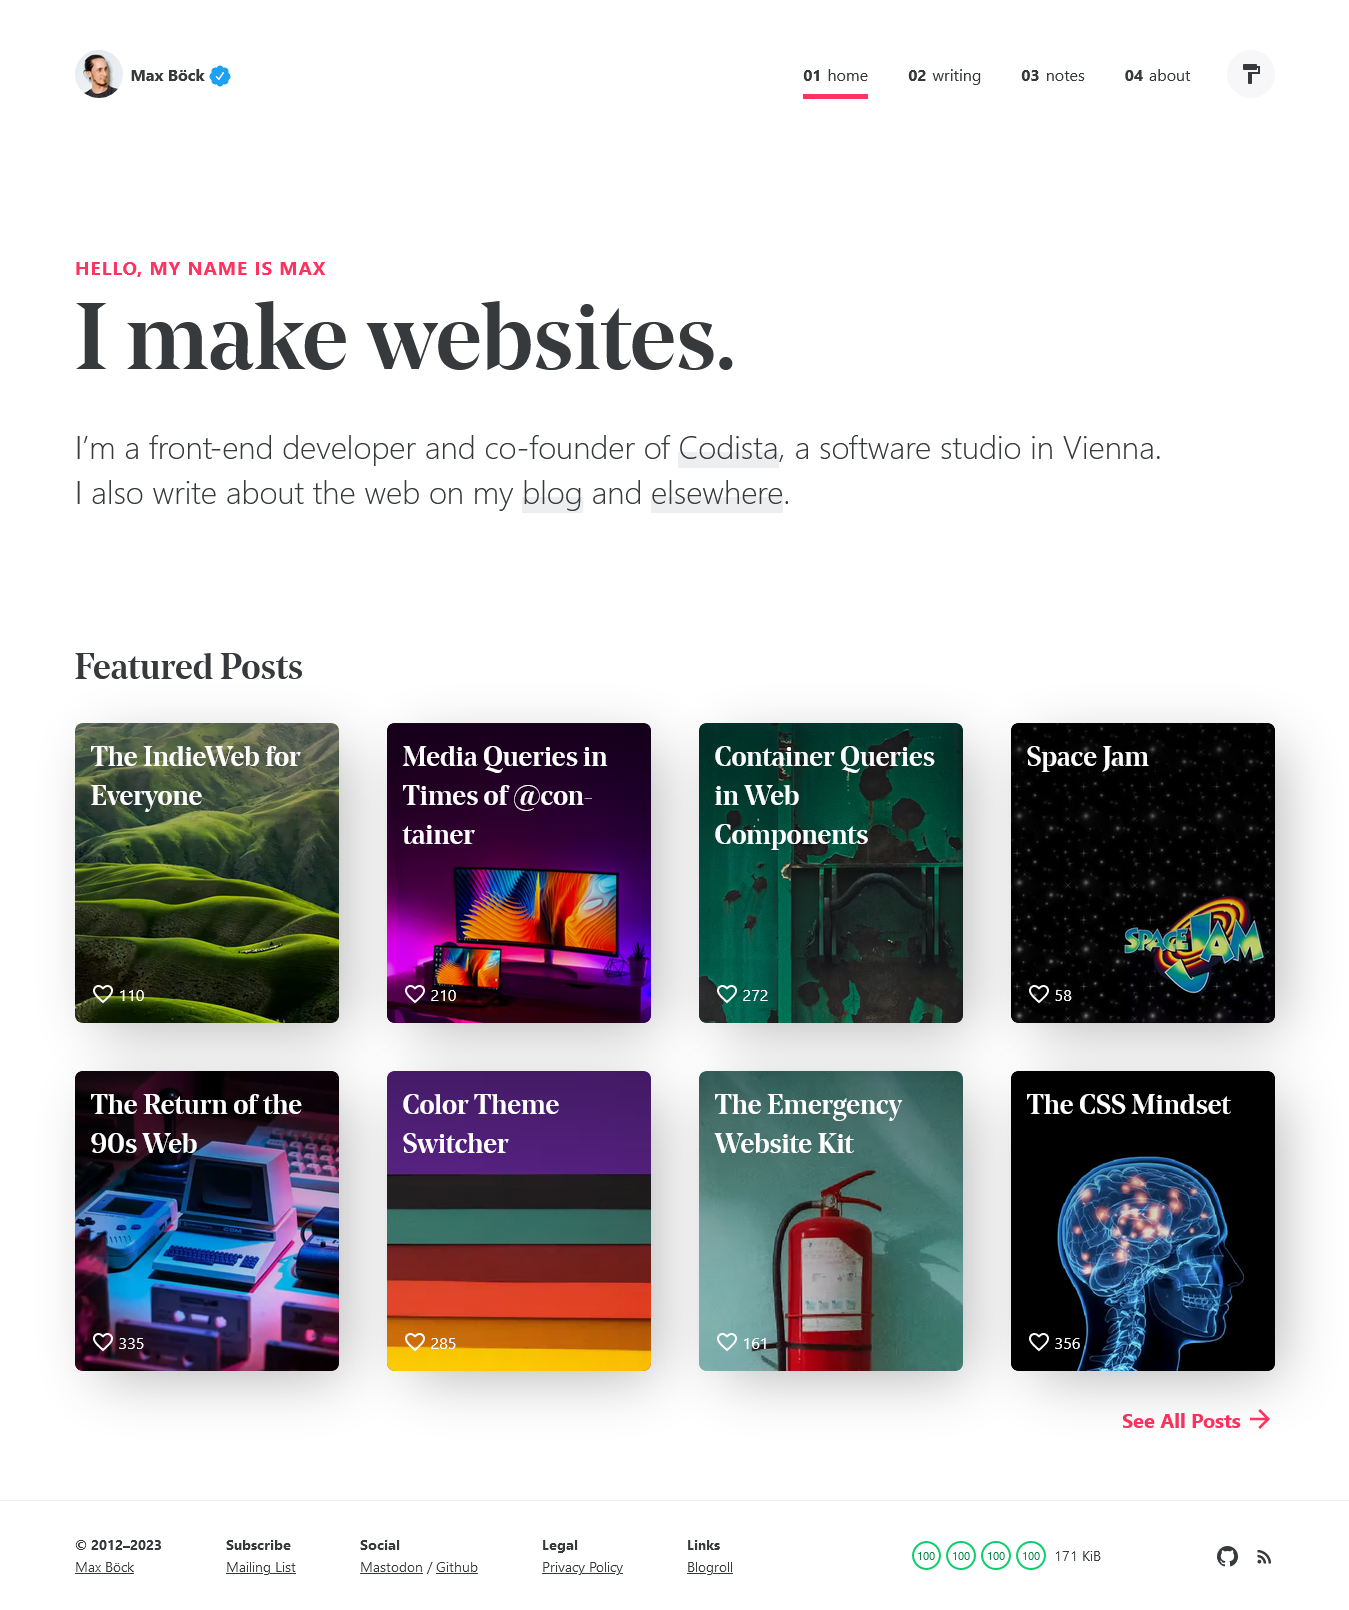 Max Böck
01 home
02 writing
03 notes
04 about
HELLO, MY NAME IS MAX
I make websites.
I’m a front-end developer and co-founder of Codista, a software studio in Vienna.
I also write about the web on my blog and elsewhere.
Featured Posts
The IndieWeb for
Everyone
110
Media Queries in
Times of @con-
tainer
210
Container Queries
in Web
Components
272
Space Jam
SPACE JAM
58
The Return of the
90s Web
335
Color Theme
Switcher
285
The Emergency
Website Kit
161
The CSS Mindset
356
See All Posts
© 2012–2023
Max Böck
Subscribe
Mailing List
Social
Mastodon / Github
Legal
Privacy Policy
Links
Blogroll
100 100 100 100 171 KiB